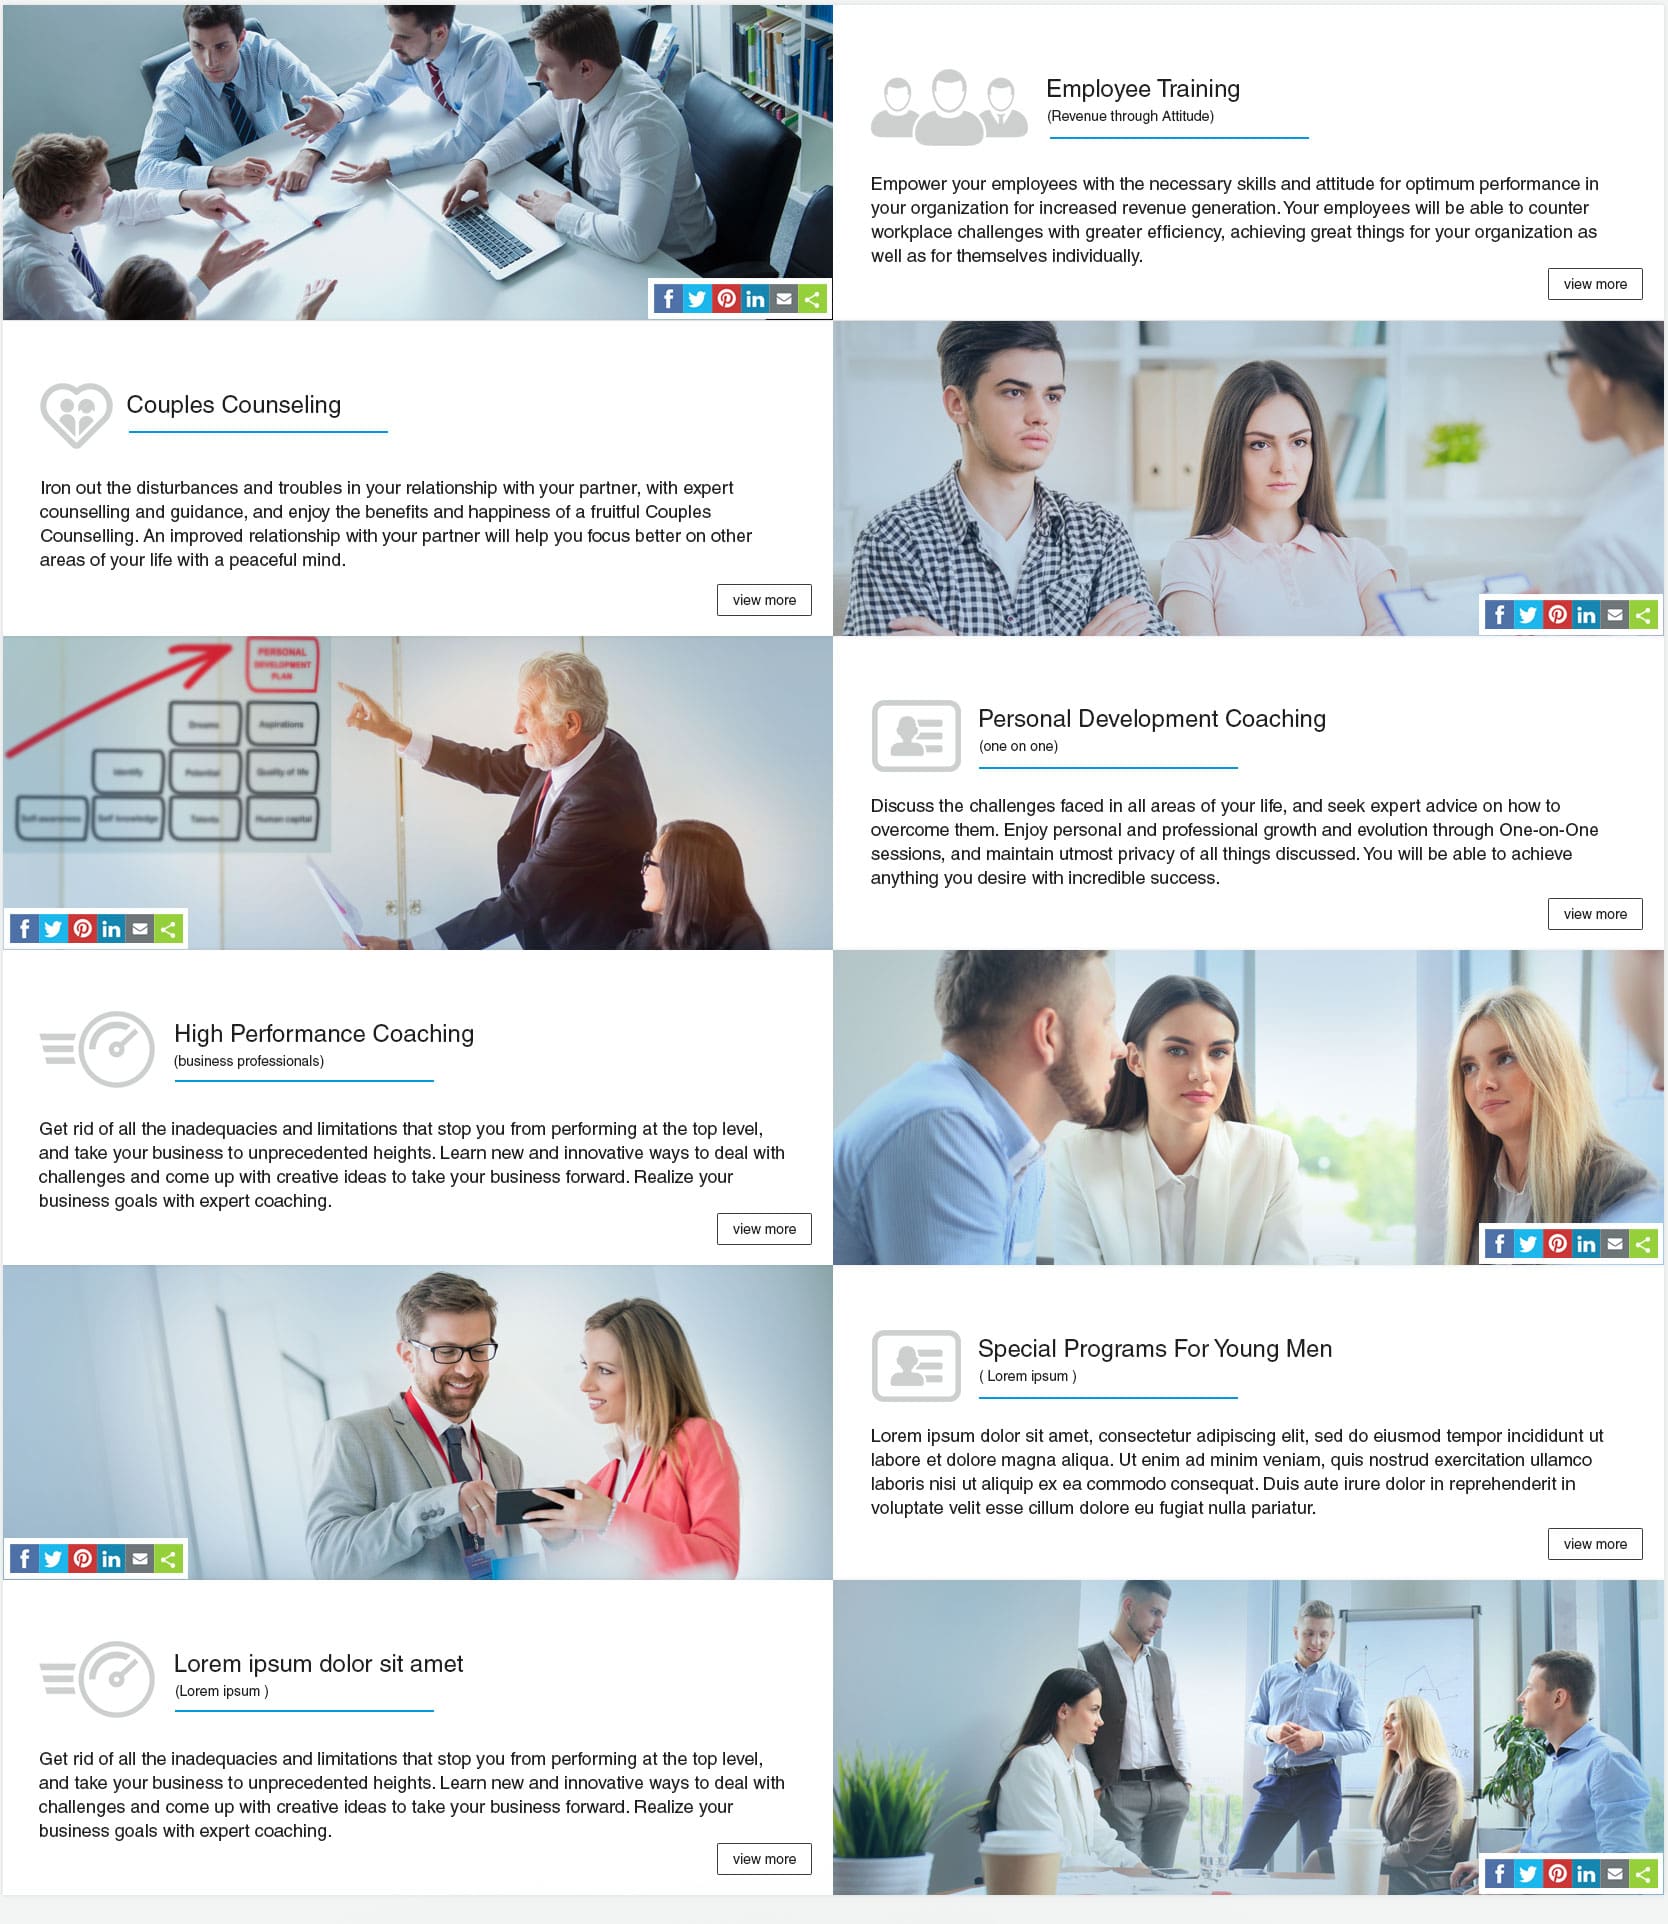 Employee Training
(Revenue through Attitude)
Empower your employees with the necessary skills and attitude for optimum performance in
your organization for increased revenue generation. Your employees will be able to counter
workplace challenges with greater efficiency, achieving great things for your organization as
well as for themselves individually.
view more
Couples Counseling
Iron out the disturbances and troubles in your relationship with your partner, with expert
counselling and guidance, and enjoy the benefits and happiness of a fruitful Couples
Counselling. An improved relationship with your partner will help you focus better on other
areas of your life with a peaceful mind.
view more
PERSONAL
DEVELOPMENT
PLAN
Dreams Aspirations
Identity Potential Quality of life
Self-awareness Self knowledge Talents Human capital
Personal Development Coaching
(one on one)
Discuss the challenges faced in all areas of your life, and seek expert advice on how to
overcome them. Enjoy personal and professional growth and evolution through One-on-One
sessions, and maintain utmost privacy of all things discussed. You will be able to achieve
anything you desire with incredible success.
view more
High Performance Coaching
(business professionals)
Get rid of all the inadequacies and limitations that stop you from performing at the top level,
and take your business to unprecedented heights. Learn new and innovative ways to deal with
challenges and come up with creative ideas to take your business forward. Realize your
business goals with expert coaching.
view more
Special Programs For Young Men
( Lorem ipsum )
Lorem ipsum dolor sit amet, consectetur adipiscing elit, sed do eiusmod tempor incididunt ut
labore et dolore magna aliqua. Ut enim ad minim veniam, quis nostrud exercitation ullamco
laboris nisi ut aliquip ex ea commodo consequat. Duis aute irure dolor in reprehenderit in
voluptate velit esse cillum dolore eu fugiat nulla pariatur.
view more
Lorem ipsum dolor sit amet
(Lorem ipsum )
Get rid of all the inadequacies and limitations that stop you from performing at the top level,
and take your business to unprecedented heights. Learn new and innovative ways to deal with
challenges and come up with creative ideas to take your business forward. Realize your
business goals with expert coaching.
view more